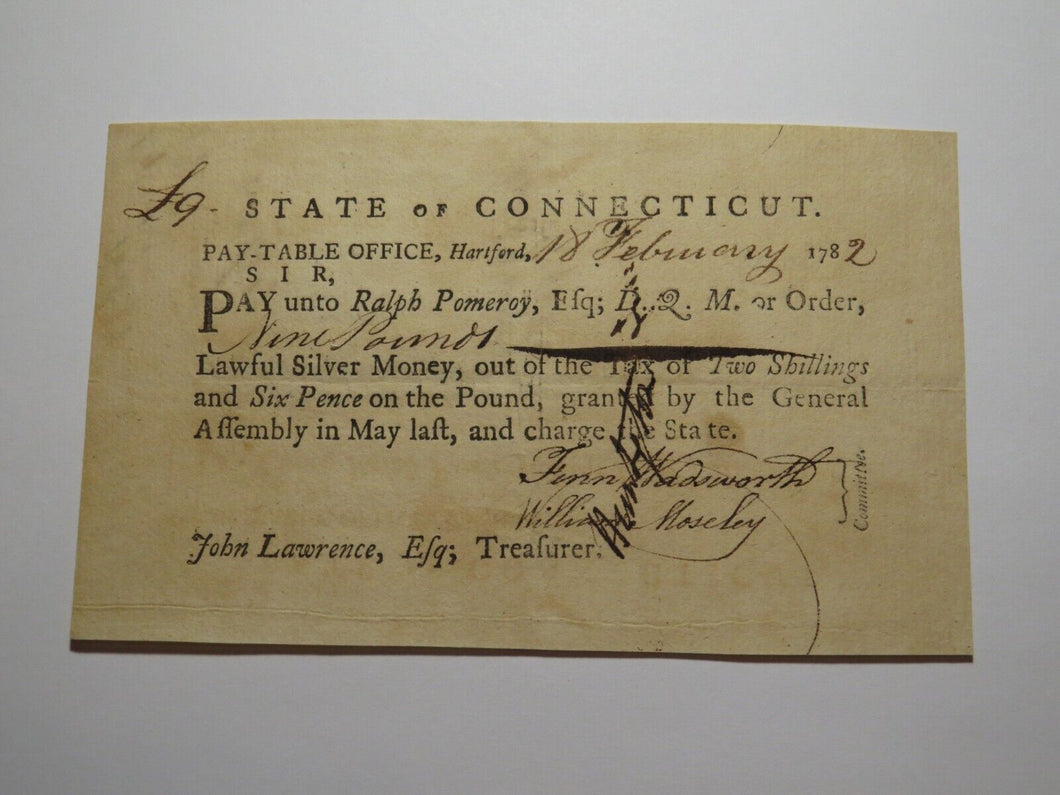 £9- STATE OF CONNECTICUT.
PAY-TABLE OFFICE, Hartford, 18 February 1782
SIR,
PAY unto Ralph Pomeroy, Eſq; D. Q. M. or Order,
Nine Pounds
Lawful Silver Money, out of the Tax of Two Shillings
and Six Pence on the Pound, granted by the General
Aſſembly in May laſt, and charge the State.
Fenn Wadsworth
William Moseley
Committee.
John Lawrence, Eſq; Treaſurer.